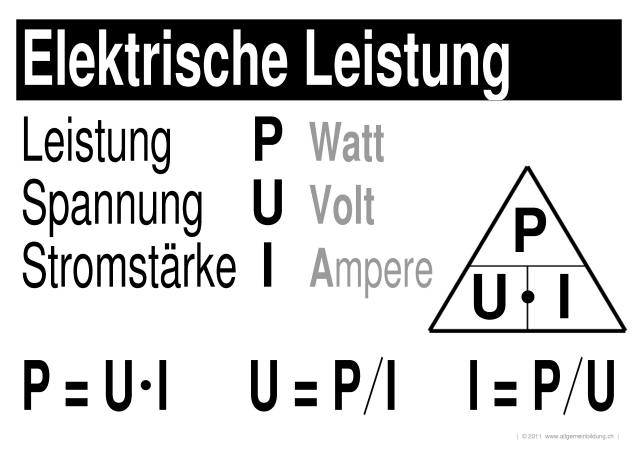 Elektrische Leistung
Leistung P Watt
Spannung U Volt
Stromstärke I Ampere
P
U • I
P = U·I U = P/I I = P/U
| © 2011 www.allgemeinbildung.ch |